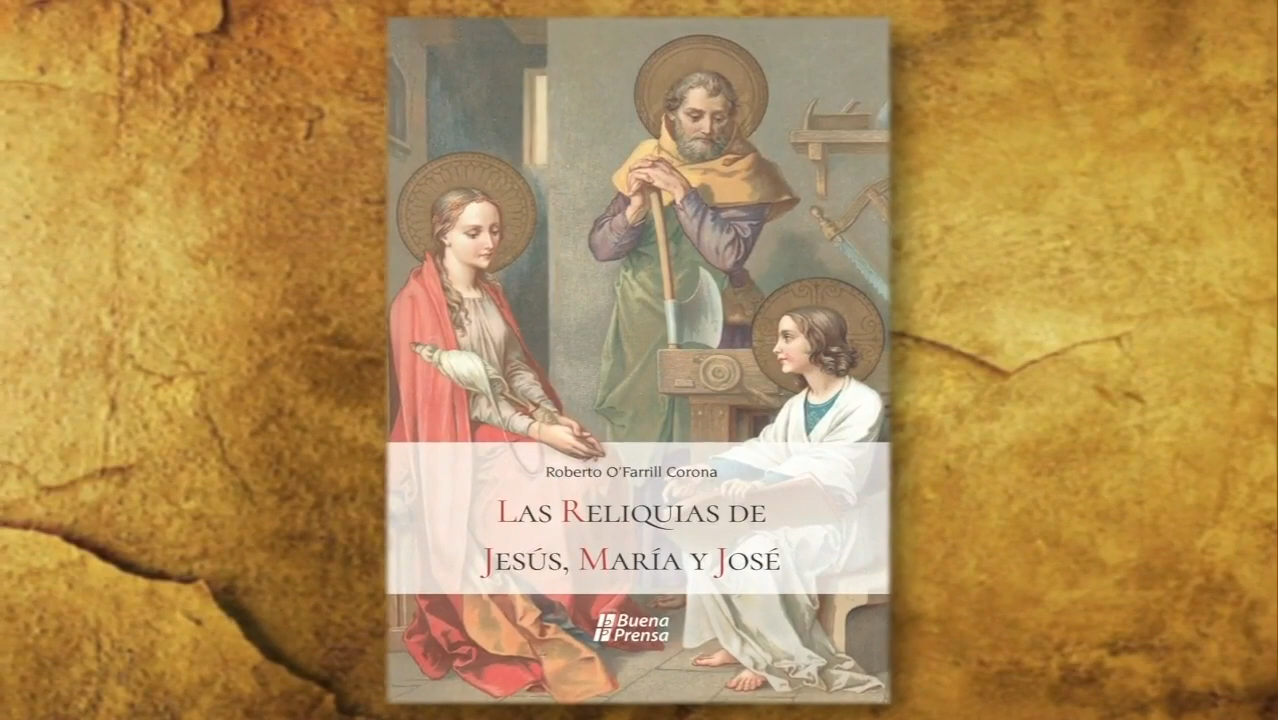 Roberto O'Farrill Corona
Las Reliquias de
Jesús, María y José
Buena
Prensa